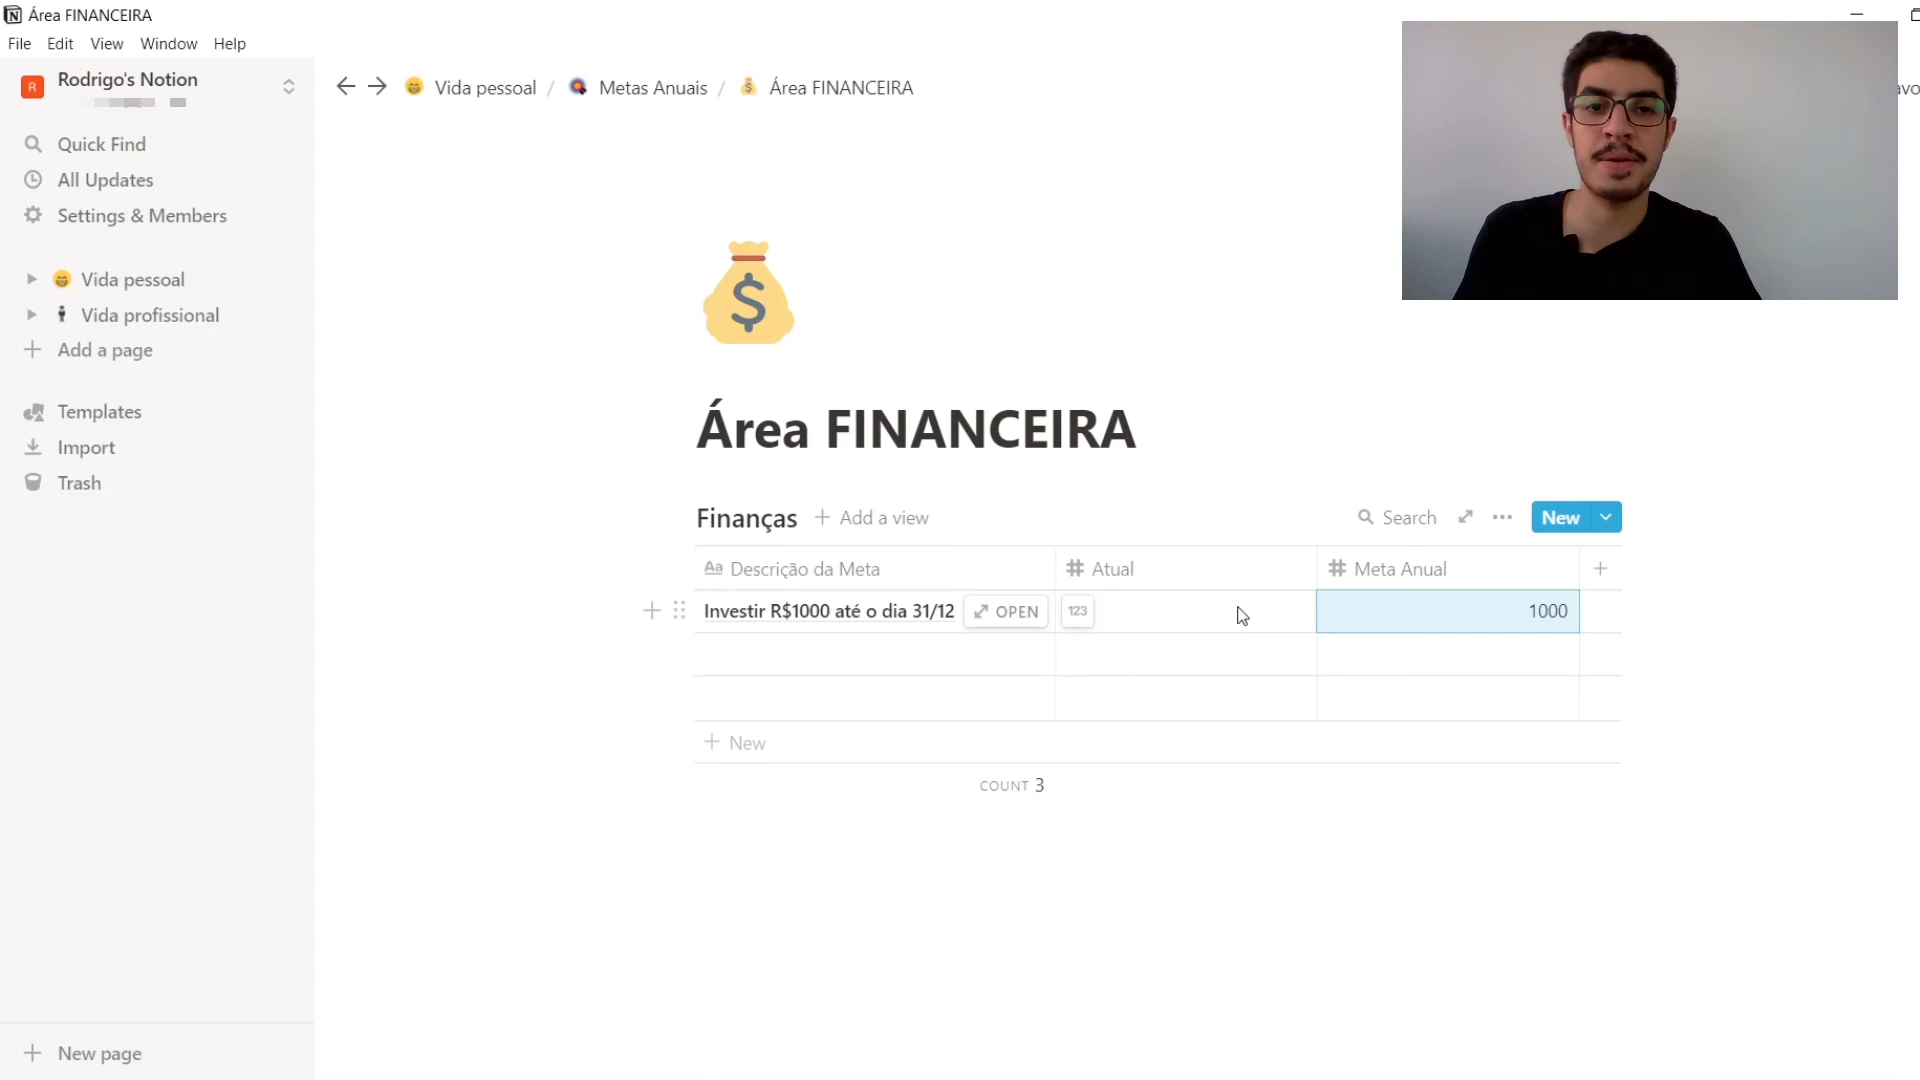 Área FINANCEIRA
File Edit View Window Help
R Rodrigo's Notion
Vida pessoal / Metas Anuais / Área FINANCEIRA
Quick Find
All Updates
Settings & Members
Vida pessoal
Vida profissional
Add a page
Templates
Import
Trash
New page
$
Área FINANCEIRA
Finanças + Add a view Search New
Aa Descrição da Meta # Atual # Meta Anual +
Investir R$1000 até o dia 31/12 OPEN 123 1000
+ New
COUNT 3